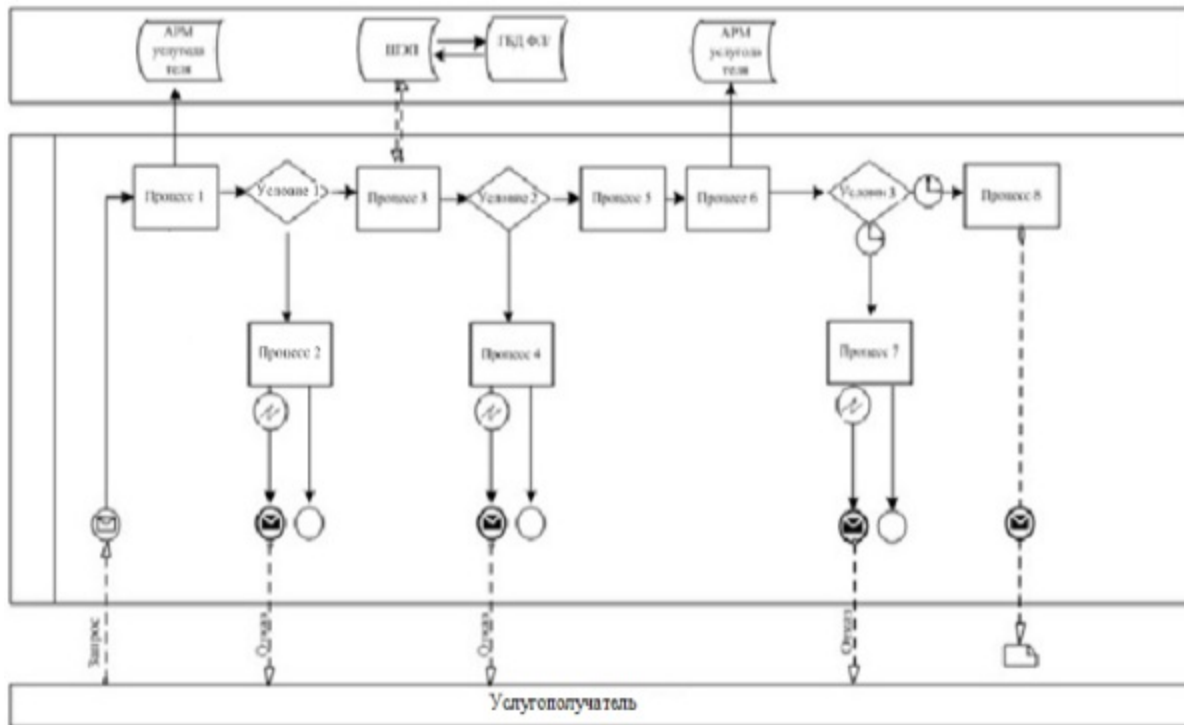 АРМ
услугода
теля
ШЭП
ГБД ФЛ/
АРМ
услугода
теля
Процесс 1
Условие 1
Процесс 3
Условие 2
Процесс 5
Процесс 6
Условия 3
Процесс 8
Процесс 2
Процесс 4
Процесс 7
Запрос
Отказ
Отказ
Отказ
Услугополучатель